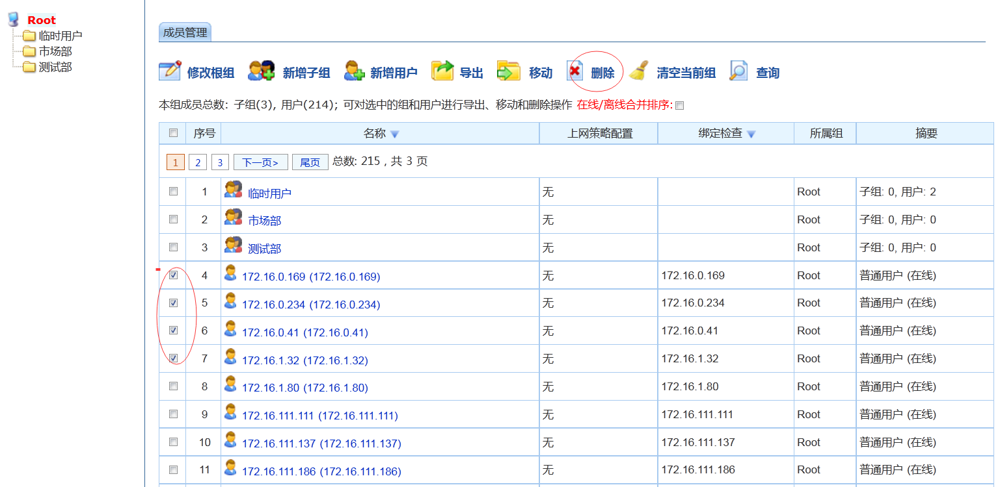 Root
临时用户
市场部
测试部
成员管理
修改根组 新增子组 新增用户 导出 移动 删除 清空当前组 查询
本组成员总数: 子组(3), 用户(214); 可对选中的组和用户进行导出、移动和删除操作 在线/离线合并排序:
序号 名称 上网策略配置 绑定检查 所属组 摘要
1 2 3 下一页> 尾页 总数: 215 , 共 3 页
1 临时用户 无 Root 子组: 0, 用户: 2
2 市场部 无 Root 子组: 0, 用户: 0
3 测试部 无 Root 子组: 0, 用户: 0
4 172.16.0.169 (172.16.0.169) 无 172.16.0.169 Root 普通用户 (在线)
5 172.16.0.234 (172.16.0.234) 无 172.16.0.234 Root 普通用户 (在线)
6 172.16.0.41 (172.16.0.41) 无 172.16.0.41 Root 普通用户 (在线)
7 172.16.1.32 (172.16.1.32) 无 172.16.1.32 Root 普通用户 (在线)
8 172.16.1.80 (172.16.1.80) 无 172.16.1.80 Root 普通用户 (在线)
9 172.16.111.111 (172.16.111.111) 无 172.16.111.111 Root 普通用户 (在线)
10 172.16.111.137 (172.16.111.137) 无 172.16.111.137 Root 普通用户 (在线)
11 172.16.111.186 (172.16.111.186) 无 172.16.111.186 Root 普通用户 (在线)